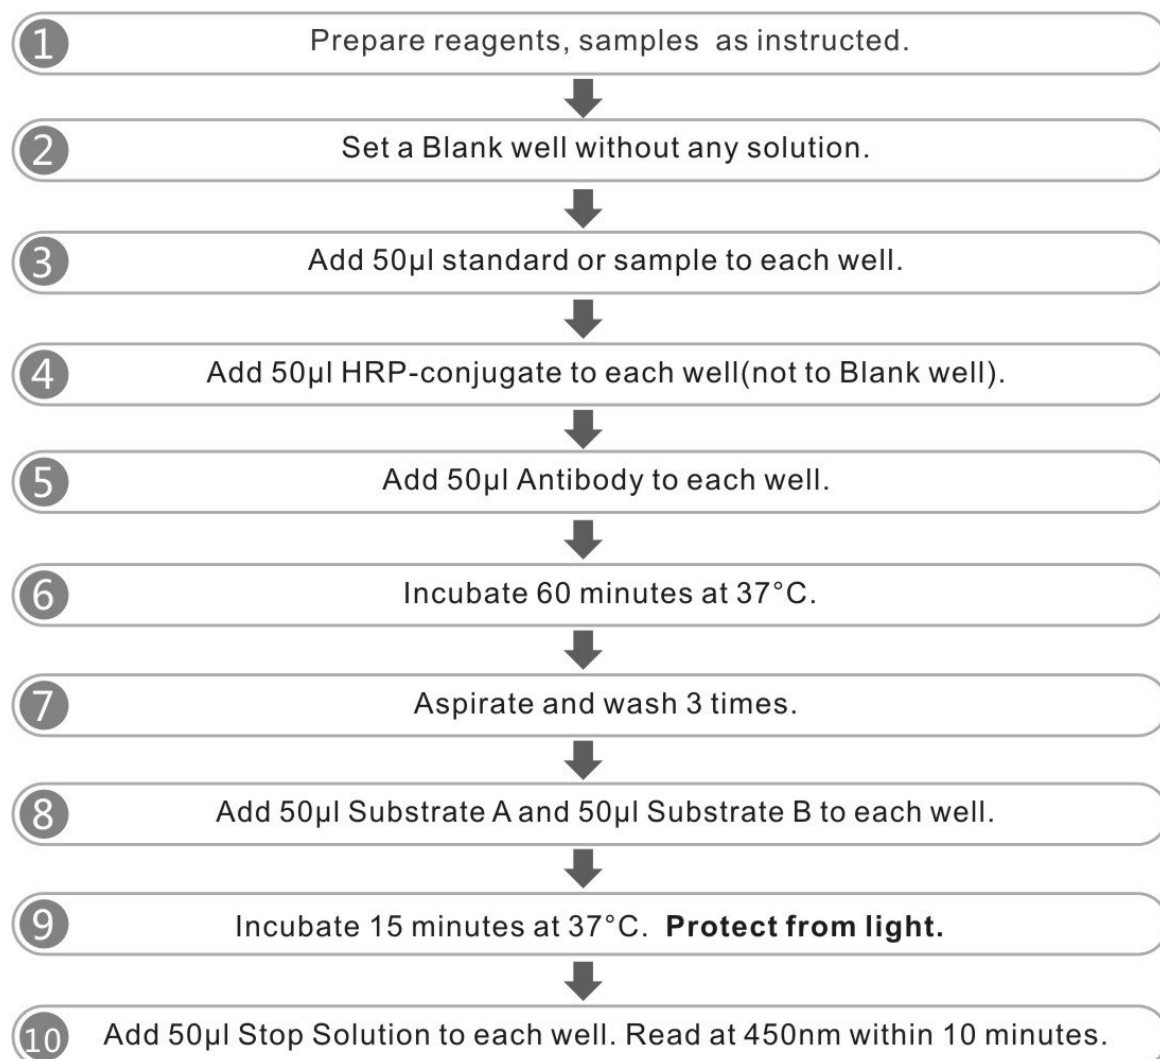 1 Prepare reagents, samples as instructed.
2 Set a Blank well without any solution.
3 Add 50μl standard or sample to each well.
4 Add 50μl HRP-conjugate to each well(not to Blank well).
5 Add 50μl Antibody to each well.
6 Incubate 60 minutes at 37°C.
7 Aspirate and wash 3 times.
8 Add 50μl Substrate A and 50μl Substrate B to each well.
9 Incubate 15 minutes at 37°C. Protect from light.
10 Add 50μl Stop Solution to each well. Read at 450nm within 10 minutes.